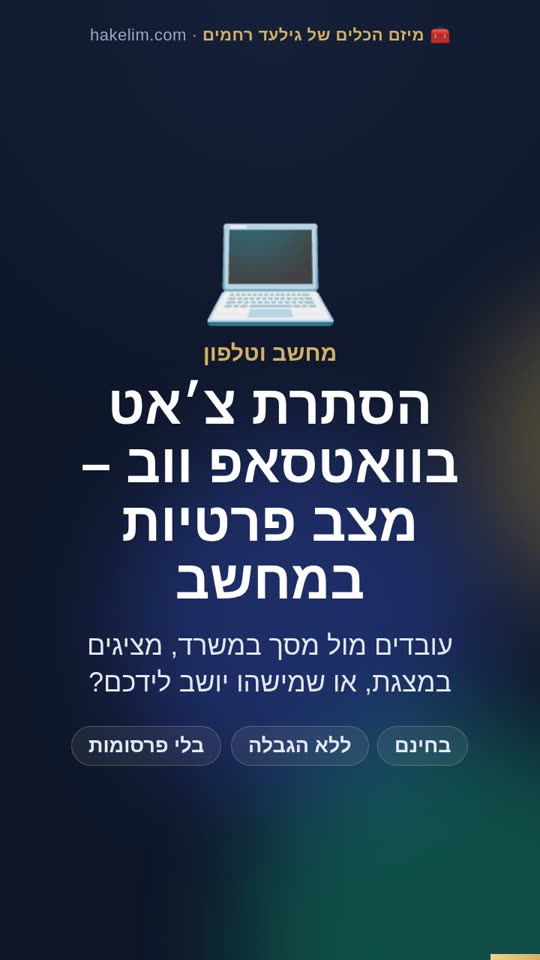 🧰 מיזם הכלים של גילעד רחמים · hakelim.com
מחשב וטלפון
הסתרת צ׳אט
בוואטסאפ ווב –
מצב פרטיות
במחשב
עובדים מול מסך במשרד, מציגים
במצגת, או שמישהו יושב לידכם?
בחינם
ללא הגבלה
בלי פרסומות